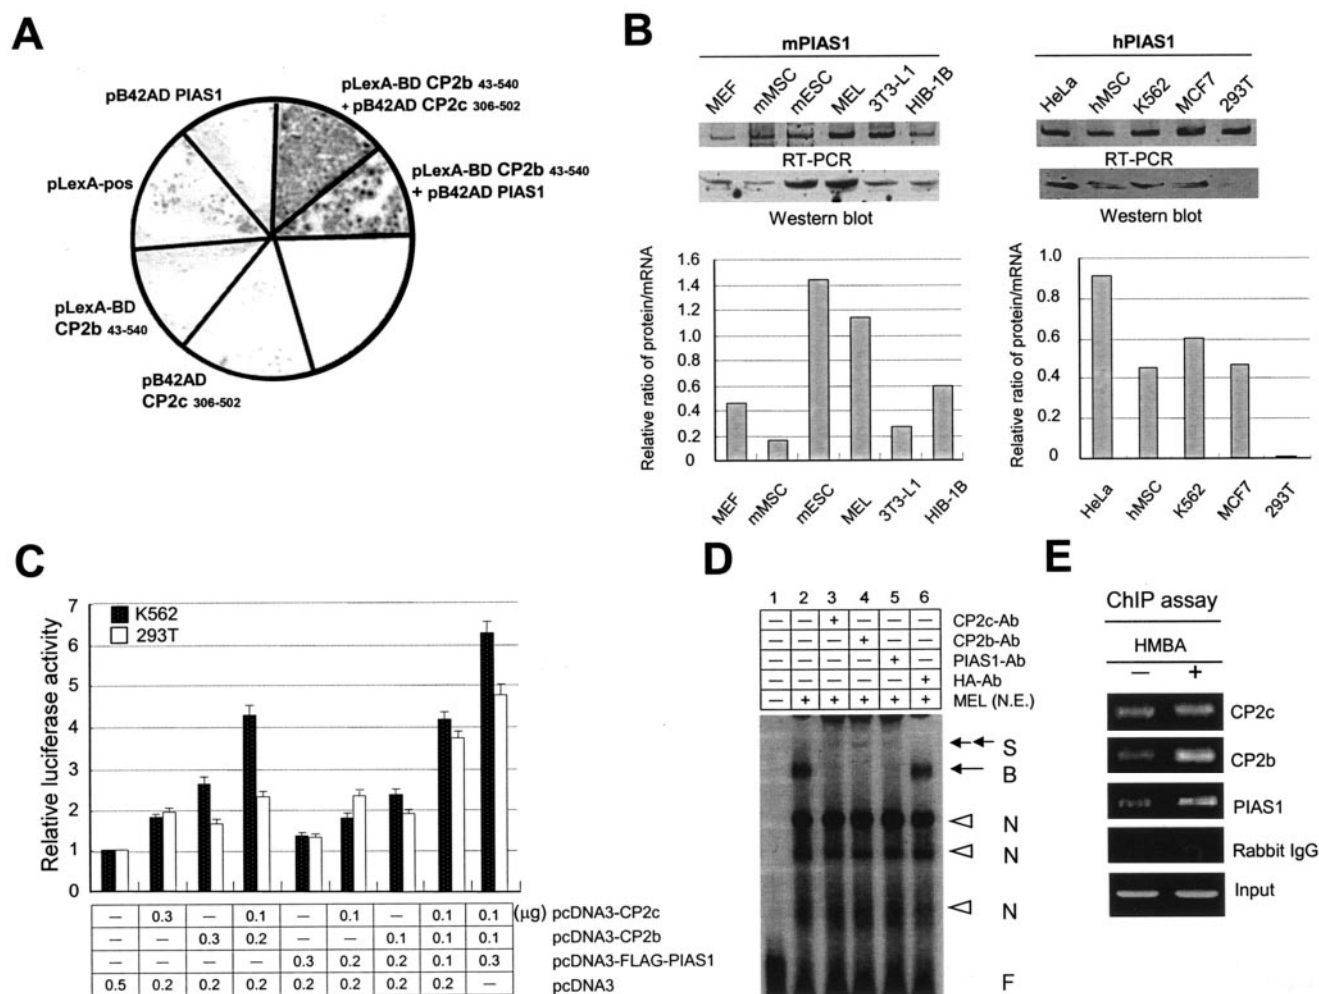 A
pB42AD PIAS1
pLexA-BD CP2b 43-540
+ pB42AD CP2c 306-502
pLexA-pos
pLexA-BD CP2b 43-540
+ pB42AD PIAS1
pLexA-BD
CP2b 43-540
pB42AD
CP2c 306-502
B
mPIAS1
MEF mMSC mESC MEL 3T3-L1 HIB-1B
RT-PCR
Western blot
Relative ratio of protein/mRNA
1.6
1.4
1.2
1.0
0.8
0.6
0.4
0.2
0
MEF mMSC mESC MEL 3T3-L1 HIB-1B
hPIAS1
HeLa hMSC K562 MCF7 293T
RT-PCR
Western blot
Relative ratio of protein/mRNA
1.0
0.8
0.6
0.4
0.2
0
HeLa hMSC K562 MCF7 293T
C
Relative luciferase activity
7
6
5
4
3
2
1
0
K562
293T
— 0.3 — 0.1 — 0.1 — 0.1 0.1 (μg) pcDNA3-CP2c
— — 0.3 0.2 — — 0.1 0.1 0.1 pcDNA3-CP2b
— — — — 0.3 0.2 0.2 0.1 0.3 pcDNA3-FLAG-PIAS1
0.5 0.2 0.2 0.2 0.2 0.2 0.2 0.2 — pcDNA3
D
1 2 3 4 5 6
— — + — — — CP2c-Ab
— — — + — — CP2b-Ab
— — — — + — PIAS1-Ab
— — — — — + HA-Ab
— + + + + + MEL (N.E.)
S
B
N
N
N
F
E
ChIP assay
HMBA
— +
CP2c
CP2b
PIAS1
Rabbit IgG
Input